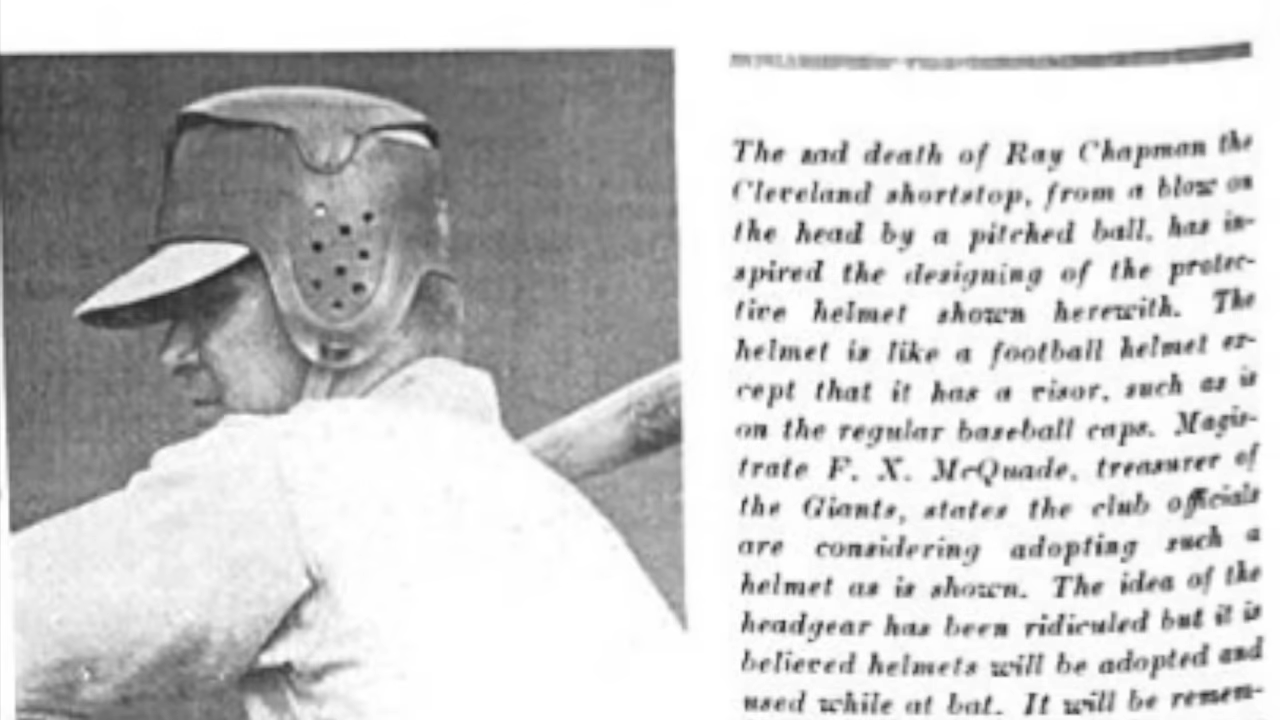 The sad death of Ray Chapman the
Cleveland shortstop, from a blow on
the head by a pitched ball, has in-
spired the designing of the protec-
tive helmet shown herewith. The
helmet is like a football helmet ex-
cept that it has a visor, such as is
on the regular baseball caps. Magis-
trate F. X. McQuade, treasurer of
the Giants, states the club officials
are considering adopting such a
helmet as is shown. The idea of the
headgear has been ridiculed but it is
believed helmets will be adopted and
used while at bat. It will be remem-